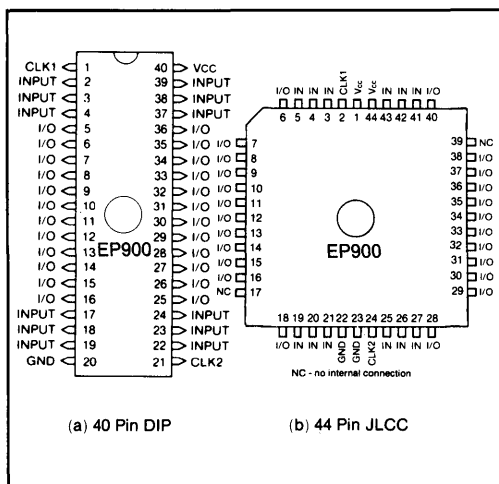 CLK1 1 40 Vcc
INPUT 2 39 INPUT
INPUT 3 38 INPUT
INPUT 4 37 INPUT
I/O 5 36 I/O
I/O 6 35 I/O
I/O 7 34 I/O
I/O 8 33 I/O
I/O 9 32 I/O
I/O 10 31 I/O
I/O 11 30 I/O
I/O 12 29 I/O
EP900
I/O 13 28 I/O
I/O 14 27 I/O
I/O 15 26 I/O
I/O 16 25 I/O
INPUT 17 24 INPUT
INPUT 18 23 INPUT
INPUT 19 22 INPUT
GND 20 21 CLK2
(a) 40 Pin DIP
I/O IN IN IN CLK1 Vcc Vcc IN IN IN I/O
6 5 4 3 2 1 44 43 42 41 40
I/O 7 39 NC
I/O 8 38 I/O
I/O 9 37 I/O
I/O 10 36 I/O
I/O 11 35 I/O
I/O 12 34 I/O
I/O 13 33 I/O
I/O 14 32 I/O
I/O 15 31 I/O
I/O 16 30 I/O
NC 17 29 I/O
EP900
18 19 20 21 22 23 24 25 26 27 28
I/O IN IN IN GND GND CLK2 IN IN IN I/O
NC - no internal connection
(b) 44 Pin JLCC